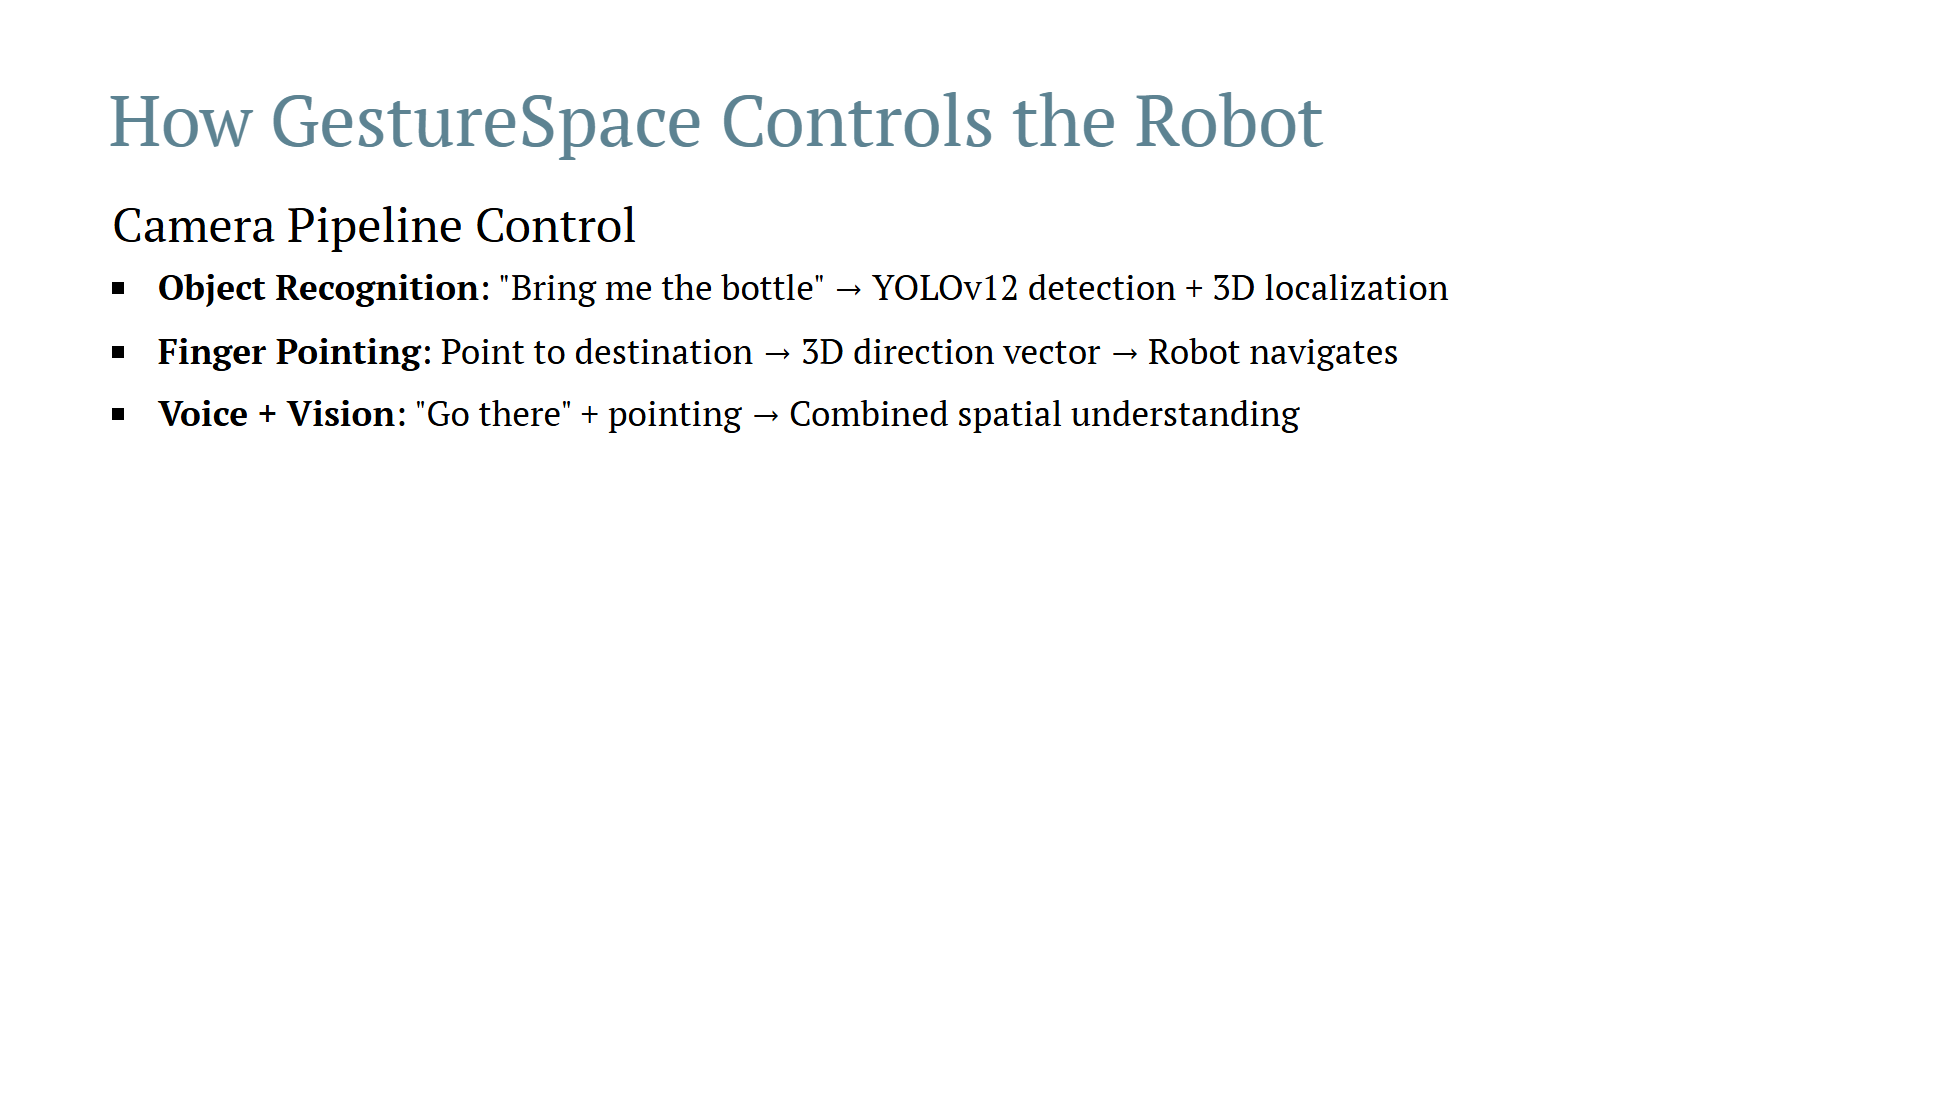 How GestureSpace Controls the Robot
Camera Pipeline Control
▪ Object Recognition: "Bring me the bottle" → YOLOv12 detection + 3D localization
▪ Finger Pointing: Point to destination → 3D direction vector → Robot navigates
▪ Voice + Vision: "Go there" + pointing → Combined spatial understanding